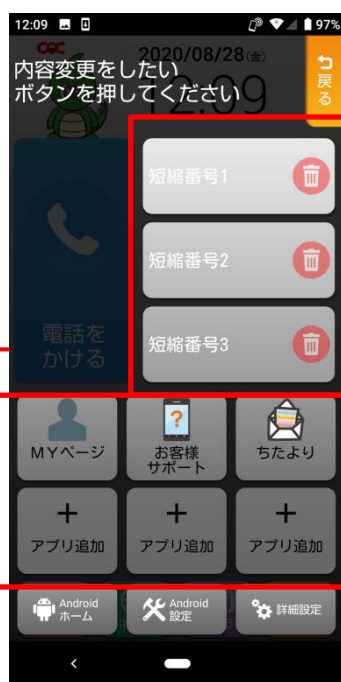 12:09 97%
CGC 2020/08/28(金)
12:09
内容変更をしたい
ボタンを押してください
戻る
短縮番号1
短縮番号2
短縮番号3
電話を
かける
MYページ
お客様
サポート
ちたより
アプリ追加
アプリ追加
アプリ追加
Android
ホーム
Android
設定
詳細設定